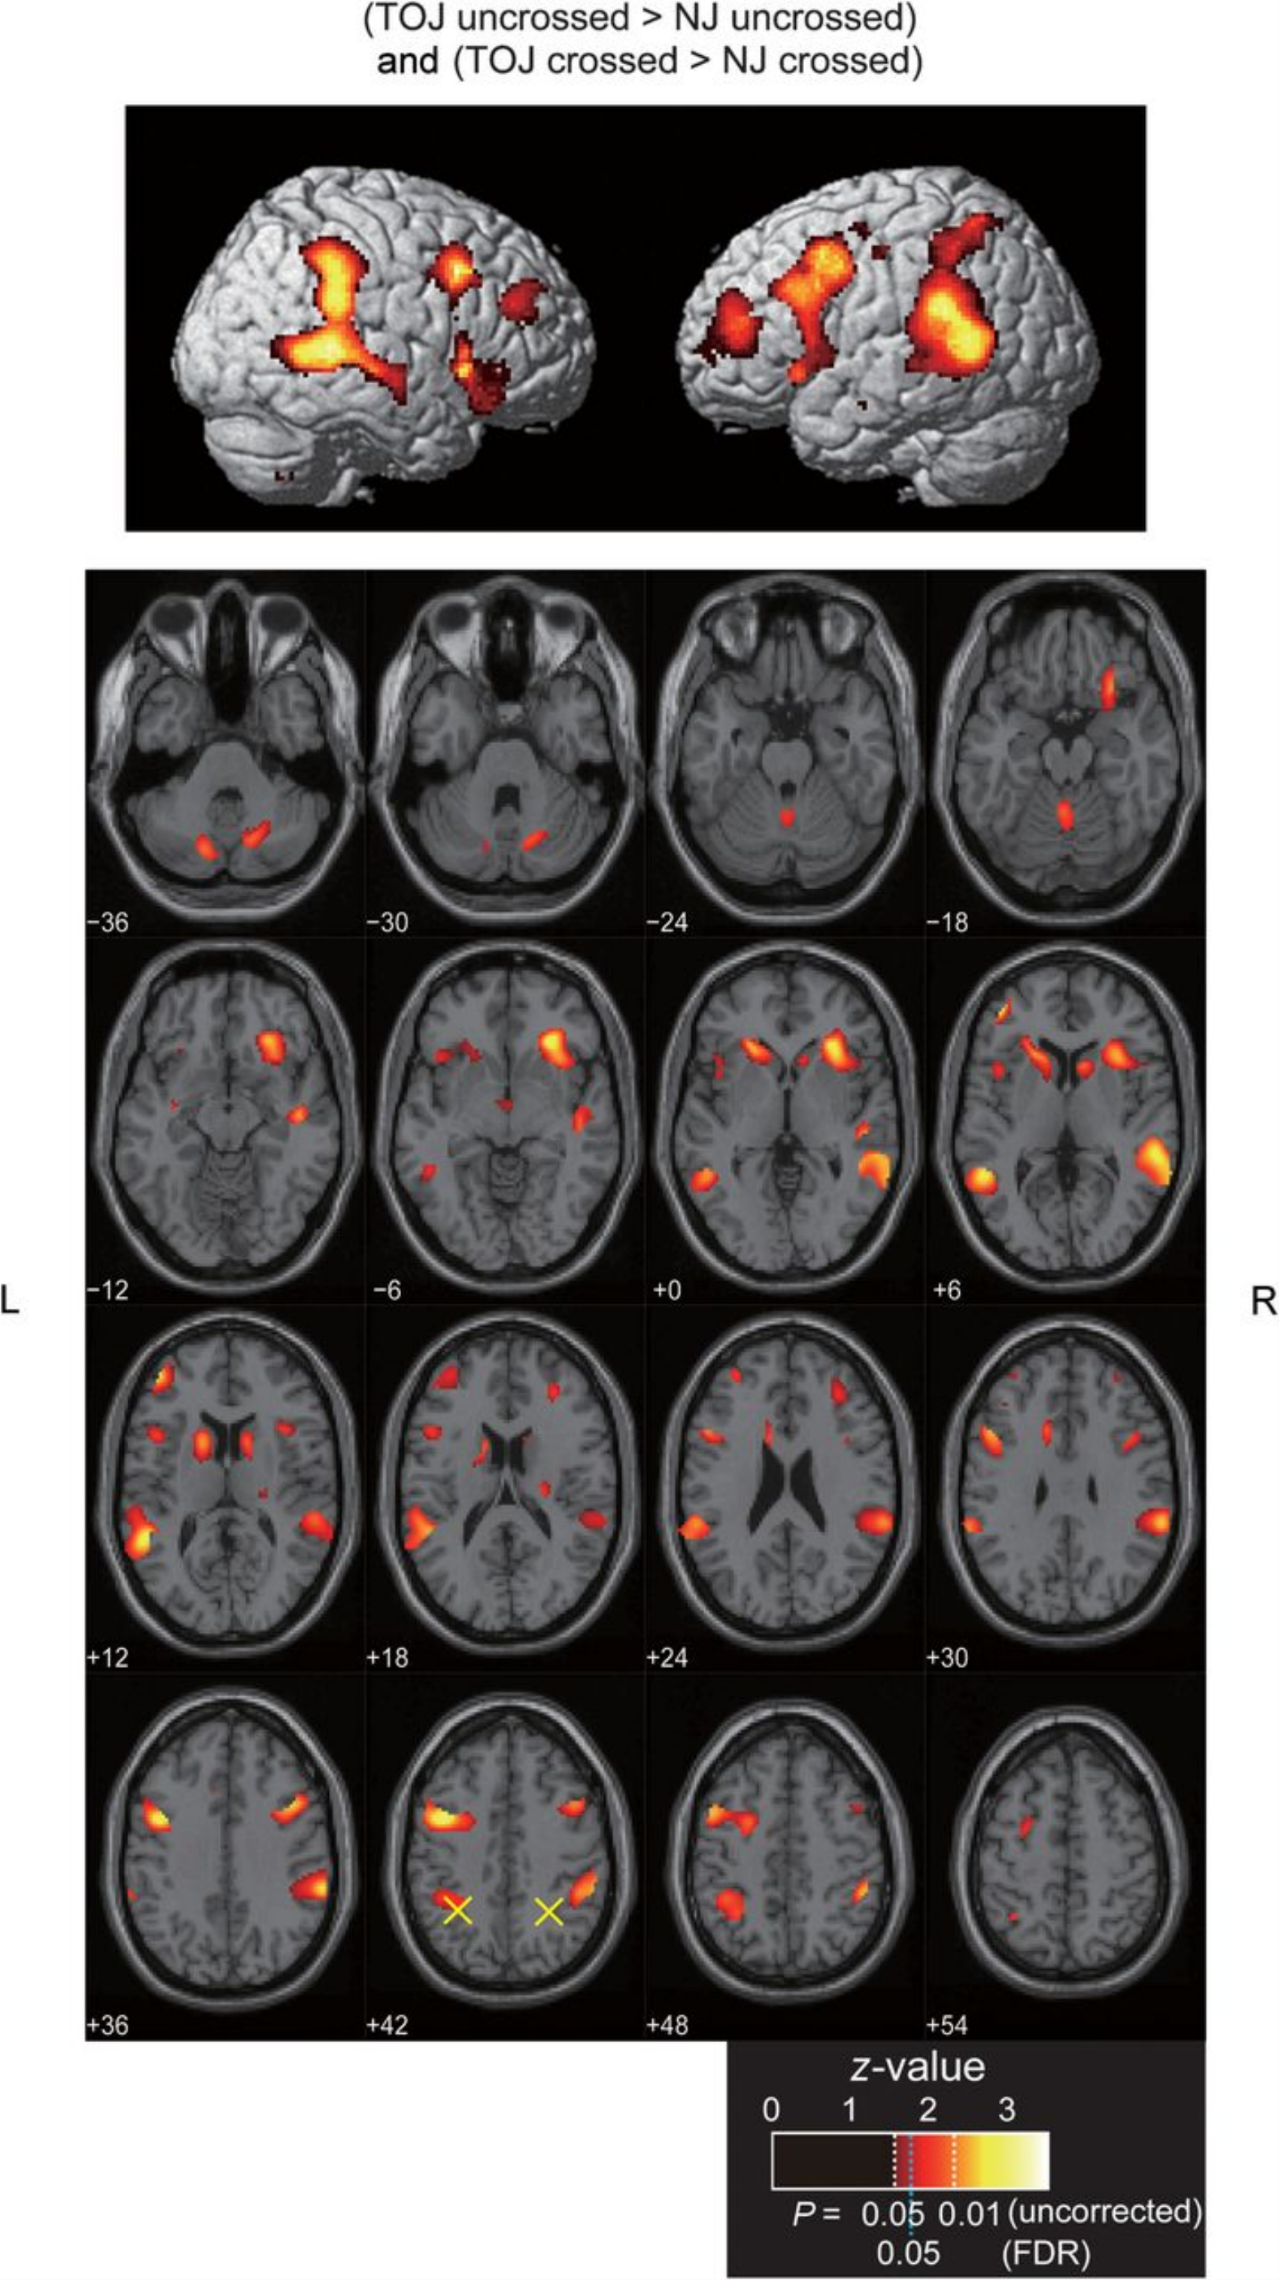 (TOJ uncrossed > NJ uncrossed)
and (TOJ crossed > NJ crossed)
−36 −30 −24 −18
−12 −6 +0 +6
L R
+12 +18 +24 +30
+36 +42 +48 +54
z-value
0 1 2 3
P = 0.05 0.01 (uncorrected)
0.05 (FDR)